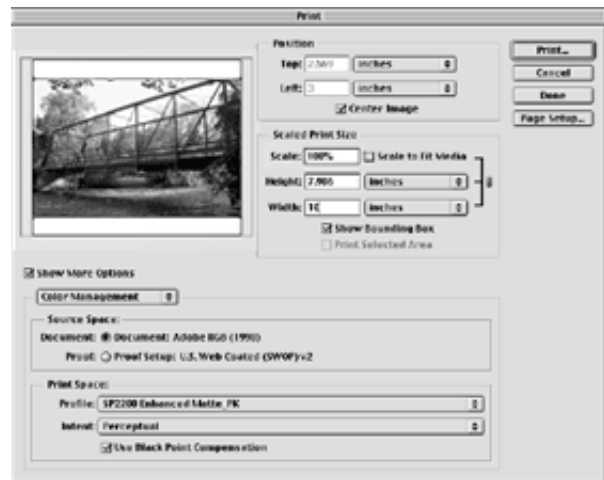 Print
Position
Top: 2.569 inches
Left: 3 inches
Center Image
Scaled Print Size
Scale: 100% Scale to Fit Media
Height: 7.986 inches
Width: 10 inches
Show Bounding Box
Print Selected Area
Print...
Cancel
Done
Page Setup...
Show More Options
Color Management
Source Space:
Document: Document: Adobe RGB (1998)
Proof: Proof Setup: U.S. Web Coated (SWOP) v2
Print Space:
Profile: SP2200 Enhanced Matte_PK
Intent: Perceptual
Use Black Point Compensation